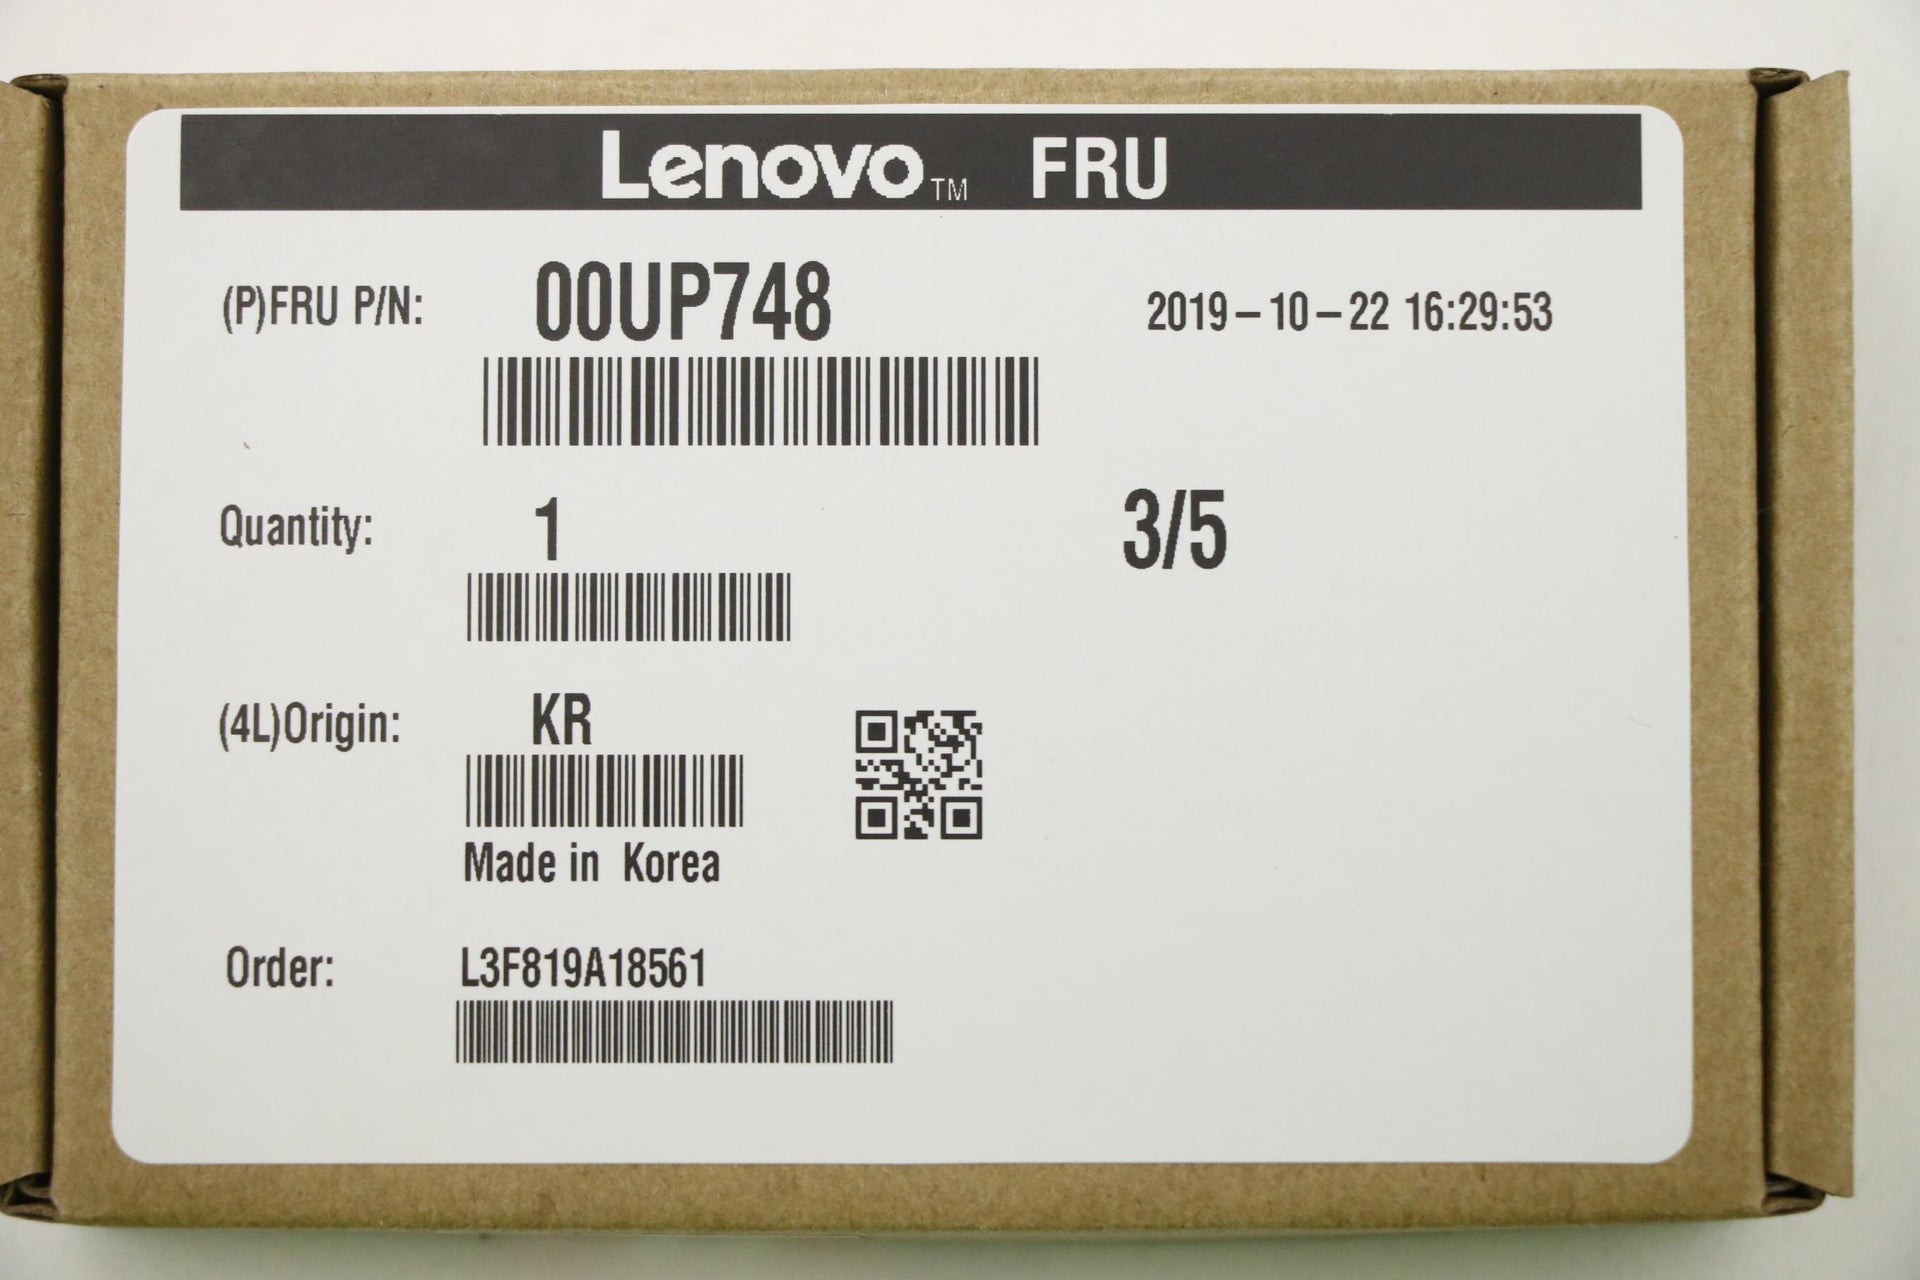 Lenovo™ FRU
(P)FRU P/N: 00UP748 2019-10-22 16:29:53
Quantity: 1 3/5
(4L)Origin: KR
Made in Korea
Order: L3F819A18561